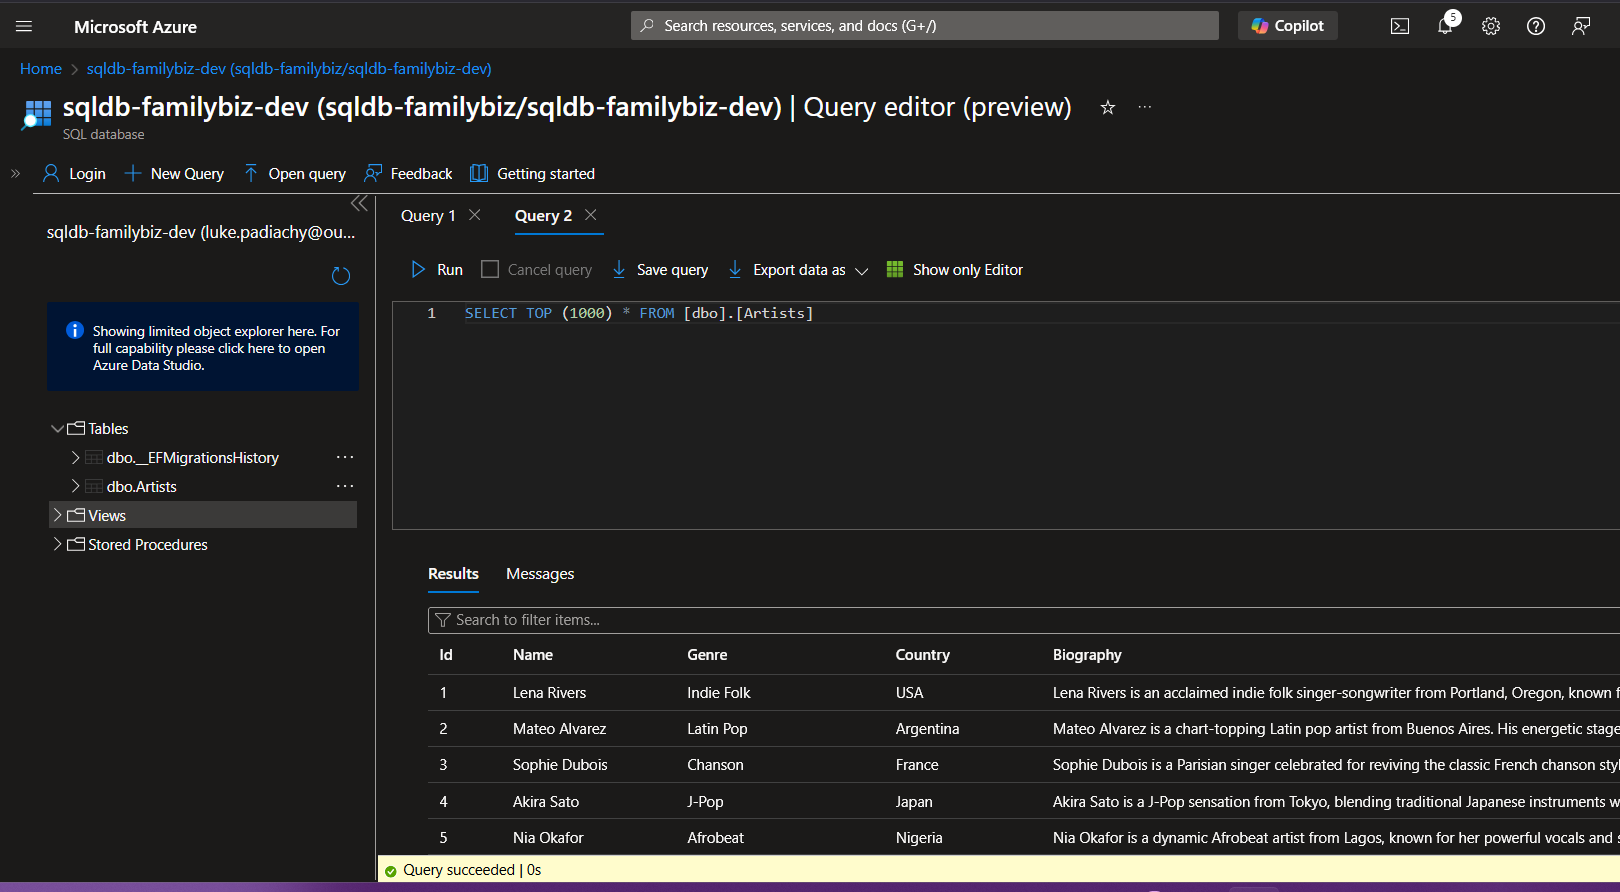 Microsoft Azure
Search resources, services, and docs (G+/)
Copilot
5
Home
sqldb-familybiz-dev (sqldb-familybiz/sqldb-familybiz-dev)
sqldb-familybiz-dev (sqldb-familybiz/sqldb-familybiz-dev) | Query editor (preview)
SQL database
Login
New Query
Open query
Feedback
Getting started
sqldb-familybiz-dev (luke.padiachy@ou...
Showing limited object explorer here. For
full capability please click here to open
Azure Data Studio.
Tables
dbo.__EFMigrationsHistory
dbo.Artists
Views
Stored Procedures
Query 1
Query 2
Run
Cancel query
Save query
Export data as
Show only Editor
1 SELECT TOP (1000) * FROM [dbo].[Artists]
Results
Messages
Search to filter items...
Id Name Genre Country Biography
1 Lena Rivers Indie Folk USA Lena Rivers is an acclaimed indie folk singer-songwriter from Portland, Oregon, known f
2 Mateo Alvarez Latin Pop Argentina Mateo Alvarez is a chart-topping Latin pop artist from Buenos Aires. His energetic stage
3 Sophie Dubois Chanson France Sophie Dubois is a Parisian singer celebrated for reviving the classic French chanson styl
4 Akira Sato J-Pop Japan Akira Sato is a J-Pop sensation from Tokyo, blending traditional Japanese instruments w
5 Nia Okafor Afrobeat Nigeria Nia Okafor is a dynamic Afrobeat artist from Lagos, known for her powerful vocals and s
Query succeeded | 0s